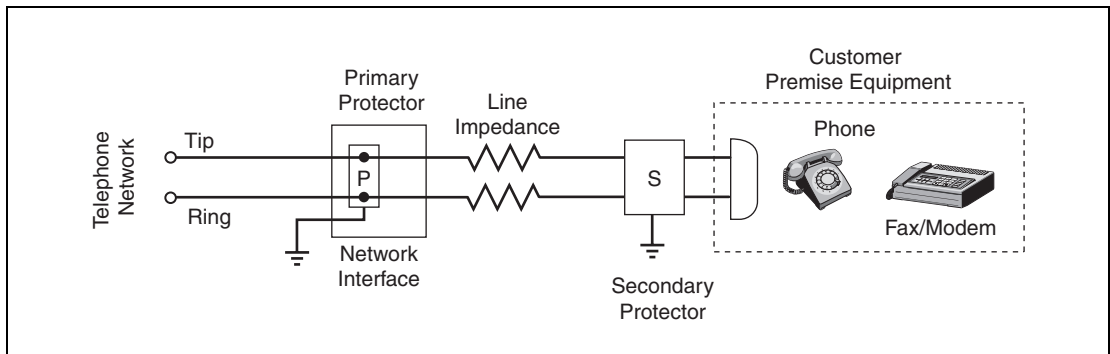 Customer
Premise Equipment
Primary
Protector
Line
Impedance
Phone
Telephone
Network
Tip
P
S
Ring
Fax/Modem
Network
Interface
Secondary
Protector